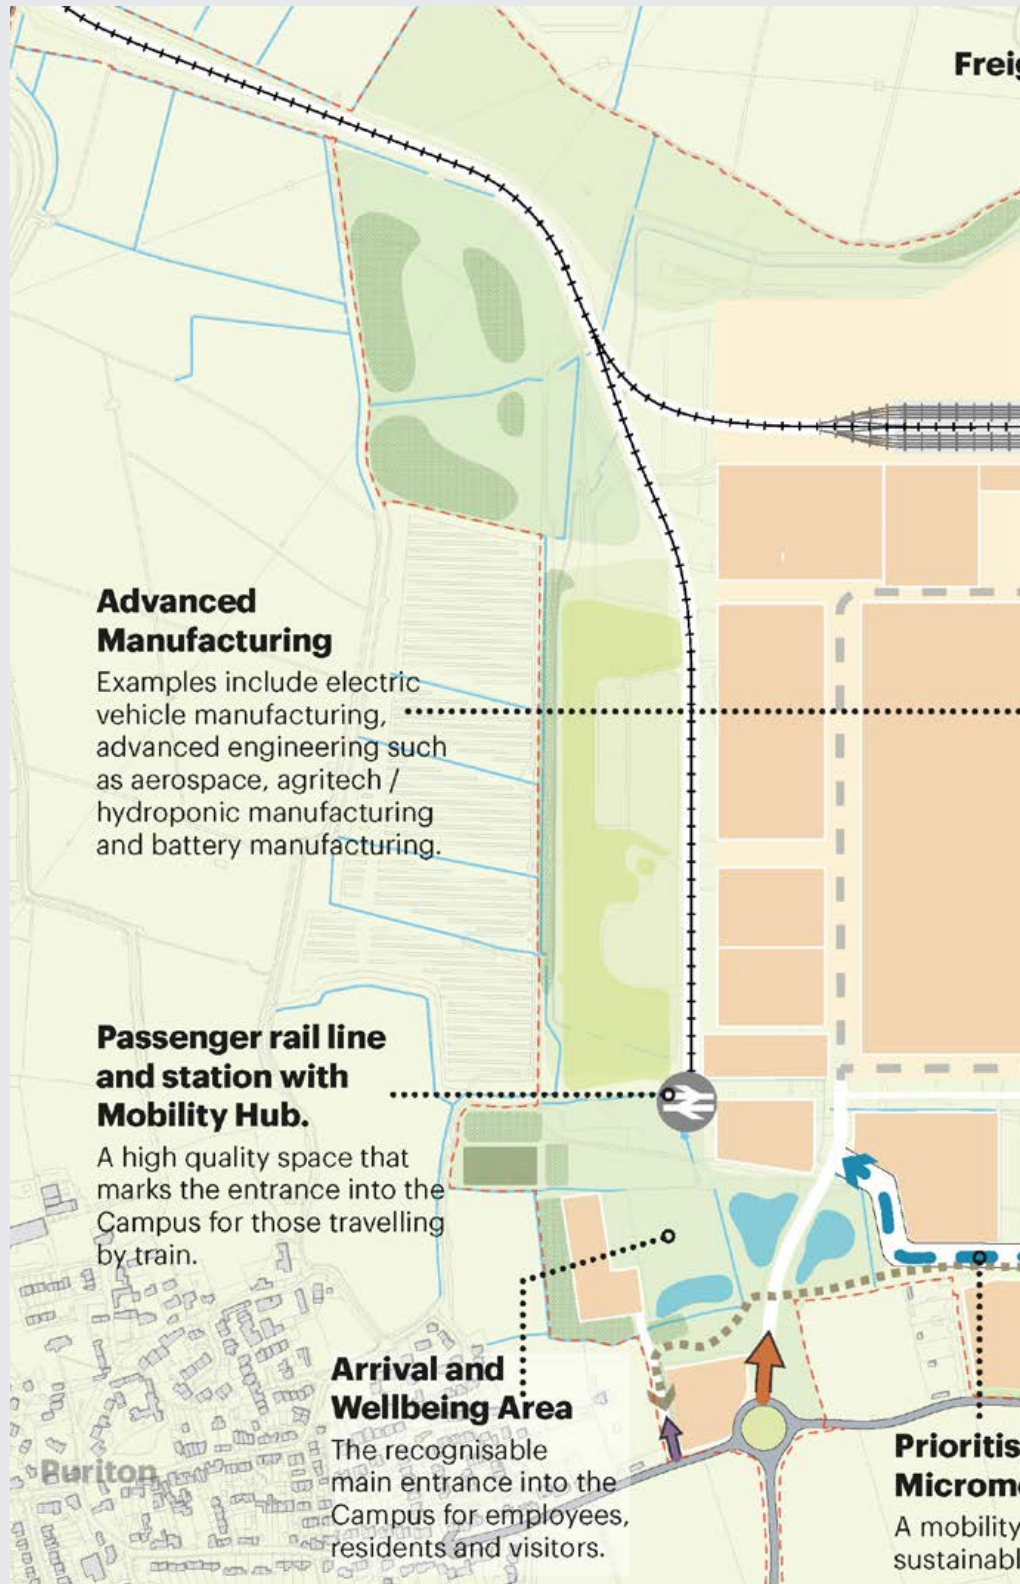 Freig
Advanced
Manufacturing
Examples include electric
vehicle manufacturing,
advanced engineering such
as aerospace, agritech /
hydroponic manufacturing
and battery manufacturing.
Passenger rail line
and station with
Mobility Hub.
A high quality space that
marks the entrance into the
Campus for those travelling
by train.
Arrival and
Wellbeing Area
The recognisable
main entrance into the
Campus for employees,
residents and visitors.
Puriton
Prioritis
Microm
A mobility
sustainabl